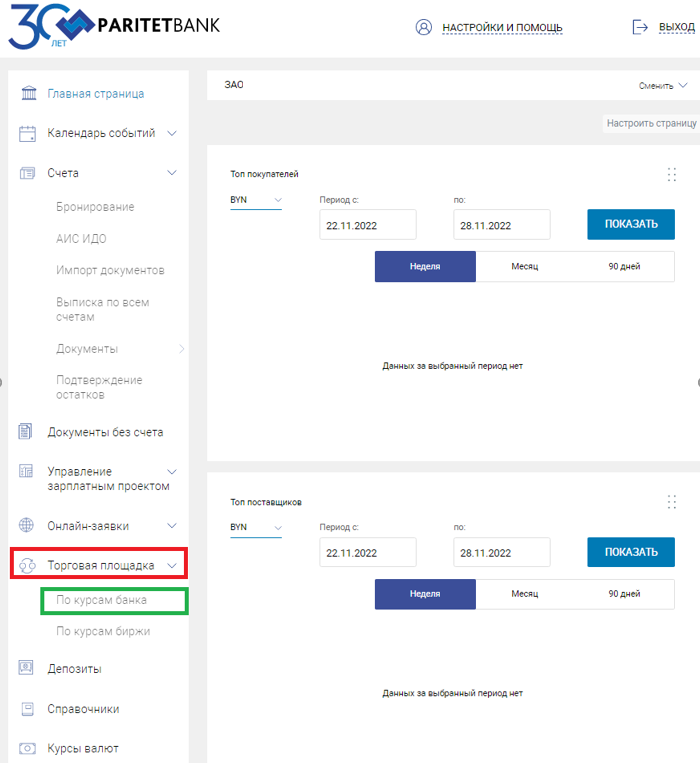 30 ЛЕТ PARITETBANK
НАСТРОЙКИ И ПОМОЩЬ
ВЫХОД
Главная страница
Календарь событий
Счета
Бронирование
АИС ИДО
Импорт документов
Выписка по всем
счетам
Документы
Подтверждение
остатков
Документы без счета
Управление
зарплатным проектом
Онлайн-заявки
Торговая площадка
По курсам банка
По курсам биржи
Депозиты
Справочники
Курсы валют
ЗАО
Сменить
Настроить страницу
Топ покупателей
BYN
Период с:
по:
22.11.2022
28.11.2022
ПОКАЗАТЬ
Неделя
Месяц
90 дней
Данных за выбранный период нет
Топ поставщиков
BYN
Период с:
по:
22.11.2022
28.11.2022
ПОКАЗАТЬ
Неделя
Месяц
90 дней
Данных за выбранный период нет